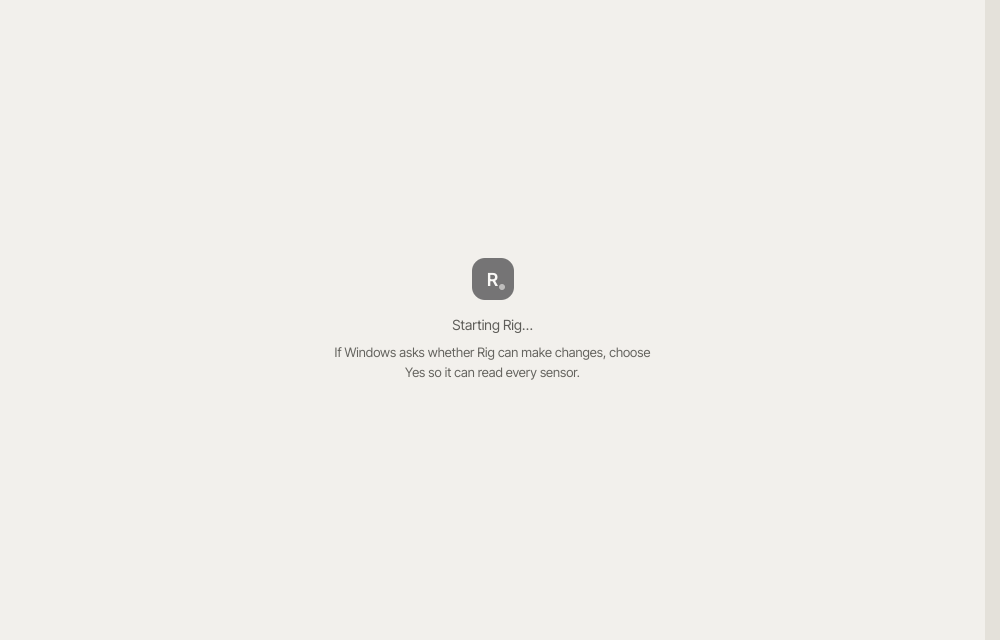 R
Starting Rig...
If Windows asks whether Rig can make changes, choose
Yes so it can read every sensor.